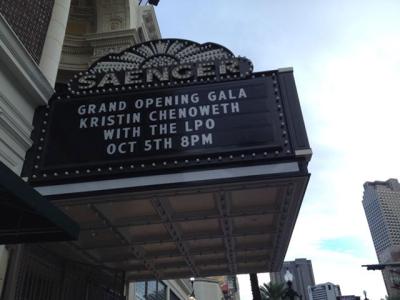 SAENGER
GRAND OPENING GALA
KRISTIN CHENOWETH
WITH THE LPO
OCT 5TH 8PM